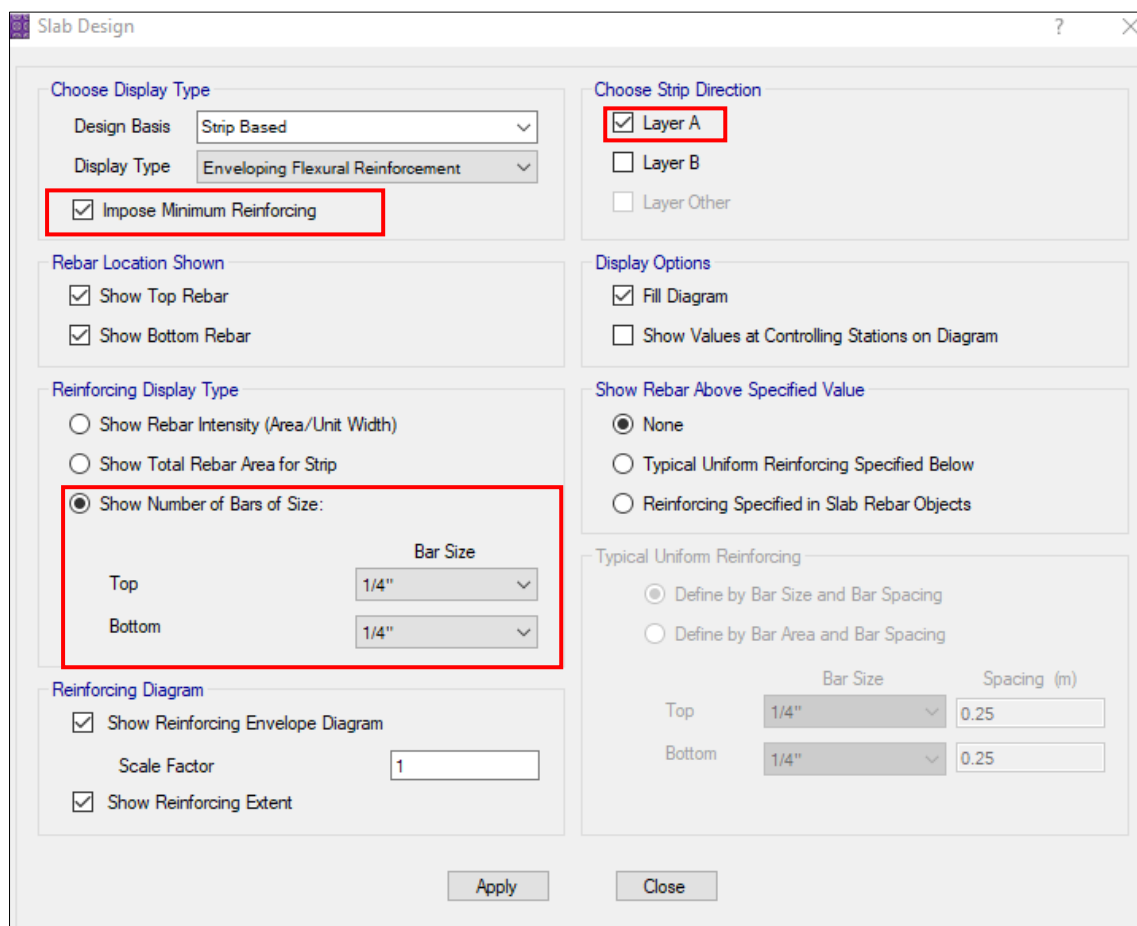 Slab Design
?
Choose Display Type
Design Basis Strip Based
Display Type Enveloping Flexural Reinforcement
Impose Minimum Reinforcing
Rebar Location Shown
Show Top Rebar
Show Bottom Rebar
Reinforcing Display Type
Show Rebar Intensity (Area/Unit Width)
Show Total Rebar Area for Strip
Show Number of Bars of Size:
Bar Size
Top 1/4"
Bottom 1/4"
Reinforcing Diagram
Show Reinforcing Envelope Diagram
Scale Factor 1
Show Reinforcing Extent
Choose Strip Direction
Layer A
Layer B
Layer Other
Display Options
Fill Diagram
Show Values at Controlling Stations on Diagram
Show Rebar Above Specified Value
None
Typical Uniform Reinforcing Specified Below
Reinforcing Specified in Slab Rebar Objects
Typical Uniform Reinforcing
Define by Bar Size and Bar Spacing
Define by Bar Area and Bar Spacing
Bar Size Spacing (m)
Top 1/4" 0.25
Bottom 1/4" 0.25
Apply Close